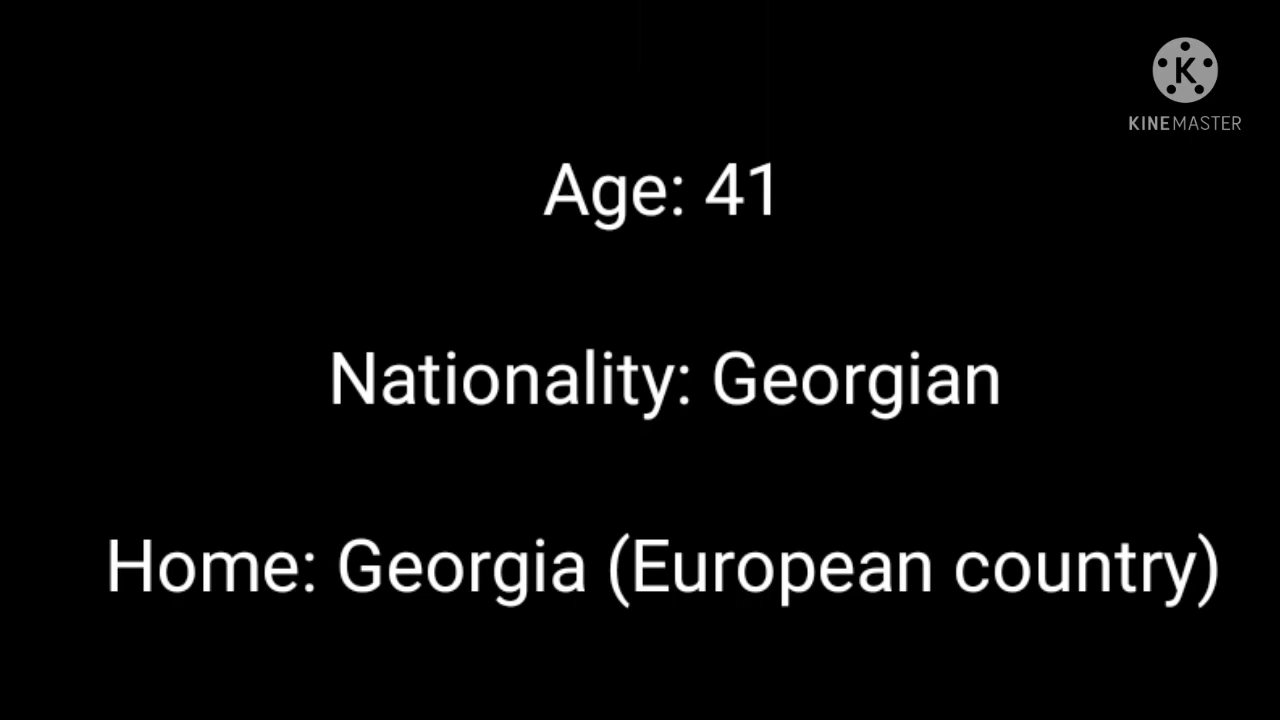 K
KINEMASTER
Age: 41
Nationality: Georgian
Home: Georgia (European country)